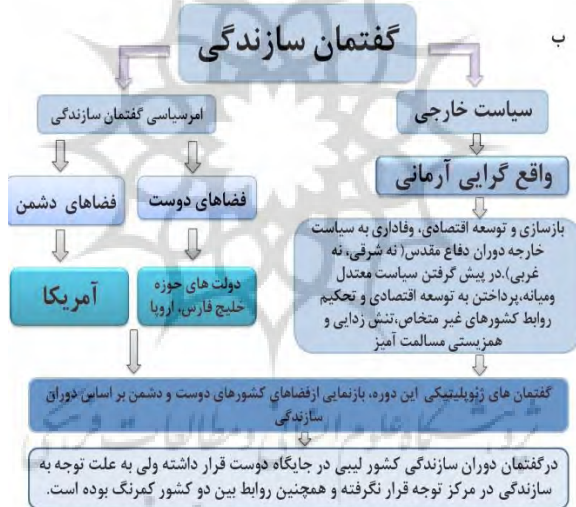 ب
گفتمان سازندگی
سیاست خارجی
واقع گرایی آرمانی
بازسازی و توسعه اقتصادی، وفاداری به سیاست
خارجه دوران دفاع مقدس( نه شرقی، نه
غربی).در پیش گرفتن سیاست معتدل
ومیانه،پرداختن به توسعه اقتصادی و تحکیم
روابط کشورهای غیر متخاص،تنش زدایی و
همزیستی مسالمت آمیز
امرسیاسی گفتمان سازندگی
فضاهای دوست
دولت های حوزه
خلیج فارس، اروپا
فضاهای دشمن
آمریکا
گفتمان های ژئوپلیتیکی این دوره، بازنمایی ازفضاهای کشورهای دوست و دشمن بر اساس دوران
سازندگی
درگفتمان دوران سازندگی کشور لیبی در جایگاه دوست قرار داشته ولی به علت توجه به
سازندگی در مرکز توجه قرار نگرفته و همچنین روابط بین دو کشور کمرنگ بوده است.